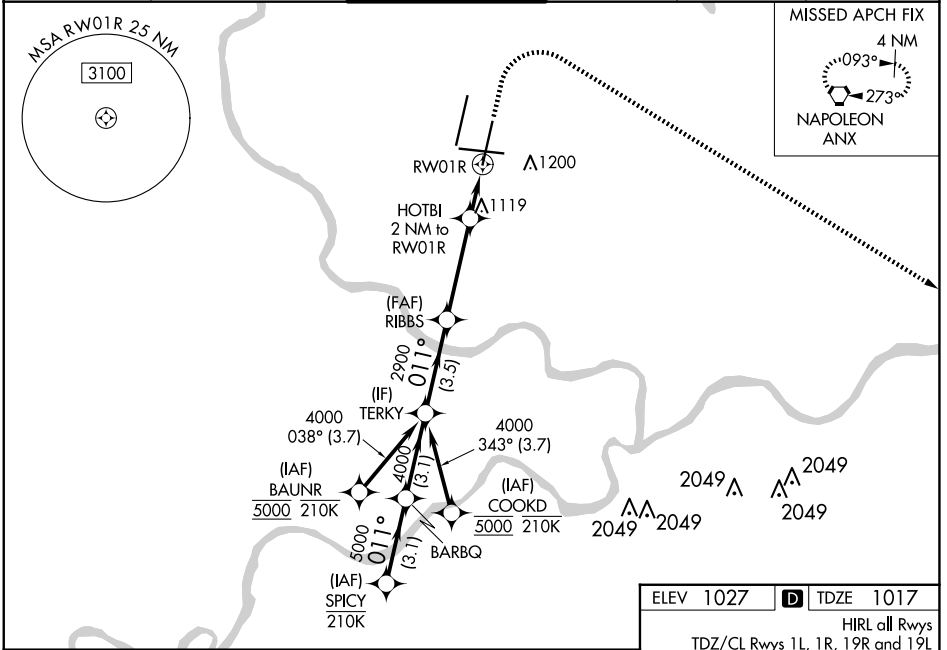 MSA RW01R 25 NM
3100
MISSED APCH FIX
4 NM
093°
273°
NAPOLEON
ANX
RW01R
1200
HOTBI
2 NM to
RW01R
1119
(FAF)
RIBBS
2900
011°
(3.5)
(IF)
TERKY
4000
038° (3.7)
4000
343° (3.7)
4000
(3.1)
(IAF)
BAUNR
5000 210K
(IAF)
COOKD
5000 210K
BARBQ
5000
011°
(3.1)
(IAF)
SPICY
210K
2049
2049
2049
2049
2049
ELEV 1027 D TDZE 1017
HIRL all Rwys
TDZ/CL Rwys 1L, 1R, 19R and 19L